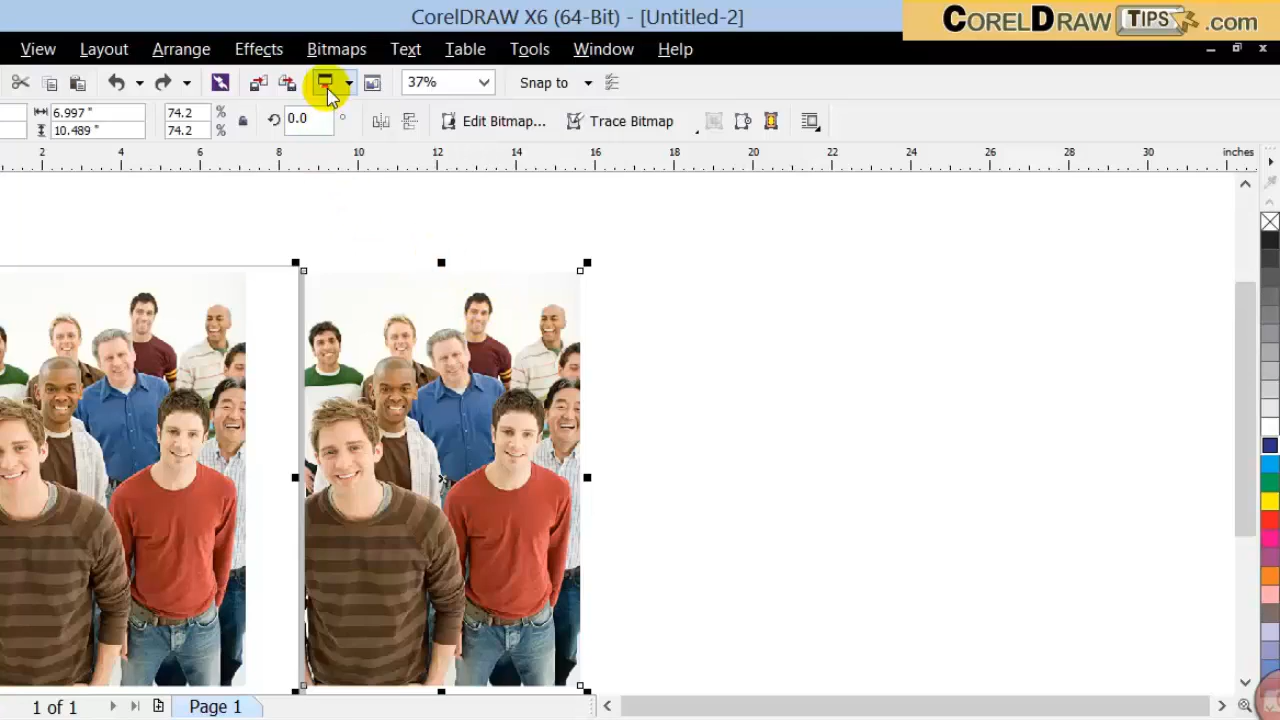 CorelDRAW X6 (64-Bit) - [Untitled-2]
CORELDRAW TIPS .com
View Layout Arrange Effects Bitmaps Text Table Tools Window Help
37% Snap to
6.997 " 74.2 %
10.489 " 74.2 % 0.0 ° Edit Bitmap... Trace Bitmap
2 4 6 8 10 12 14 16 18 20 22 24 26 28 30 inches
1 of 1 Page 1